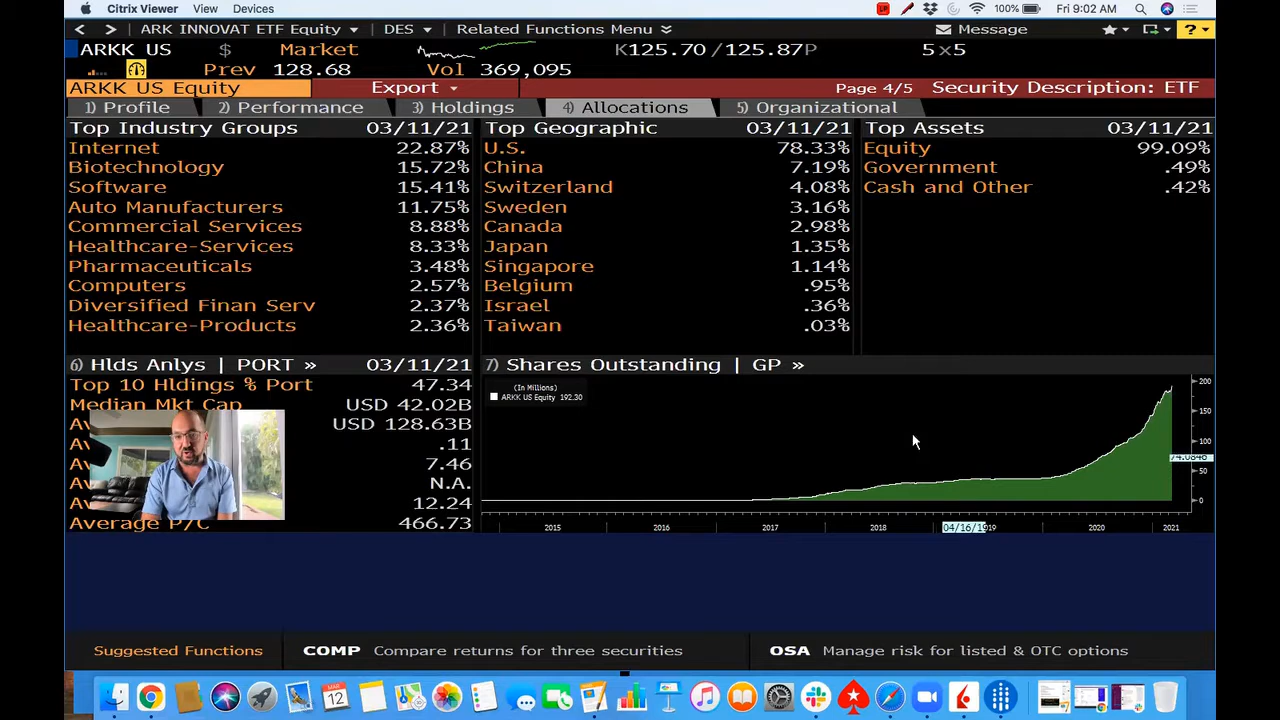 Citrix Viewer View Devices 100% Fri 9:02 AM
< > ARK INNOVAT ETF Equity DES Related Functions Menu Message ?
ARKK US $ Market K125.70/125.87P 5x5
Prev 128.68 Vol 369,095
ARKK US Equity Export Page 4/5 Security Description: ETF
1) Profile 2) Performance 3) Holdings 4) Allocations 5) Organizational
Top Industry Groups 03/11/21 Top Geographic 03/11/21 Top Assets 03/11/21
Internet 22.87% U.S. 78.33% Equity 99.09%
Biotechnology 15.72% China 7.19% Government .49%
Software 15.41% Switzerland 4.08% Cash and Other .42%
Auto Manufacturers 11.75% Sweden 3.16%
Commercial Services 8.88% Canada 2.98%
Healthcare-Services 8.33% Japan 1.35%
Pharmaceuticals 3.48% Singapore 1.14%
Computers 2.57% Belgium .95%
Diversified Finan Serv 2.37% Israel .36%
Healthcare-Products 2.36% Taiwan .03%
6) Hlds Anlys | PORT » 03/11/21 7) Shares Outstanding | GP »
Top 10 Hldings % Port 47.34
Median Mkt Cap USD 42.02B
USD 128.63B
.11
7.46
N.A.
12.24
Average P/C 466.73
(In Millions)
ARKK US Equity 192.30
200
150
100
50
0
2015 2016 2017 2018 04/16/19 2020 2021
Suggested Functions COMP Compare returns for three securities OSA Manage risk for listed & OTC options
MAR
12